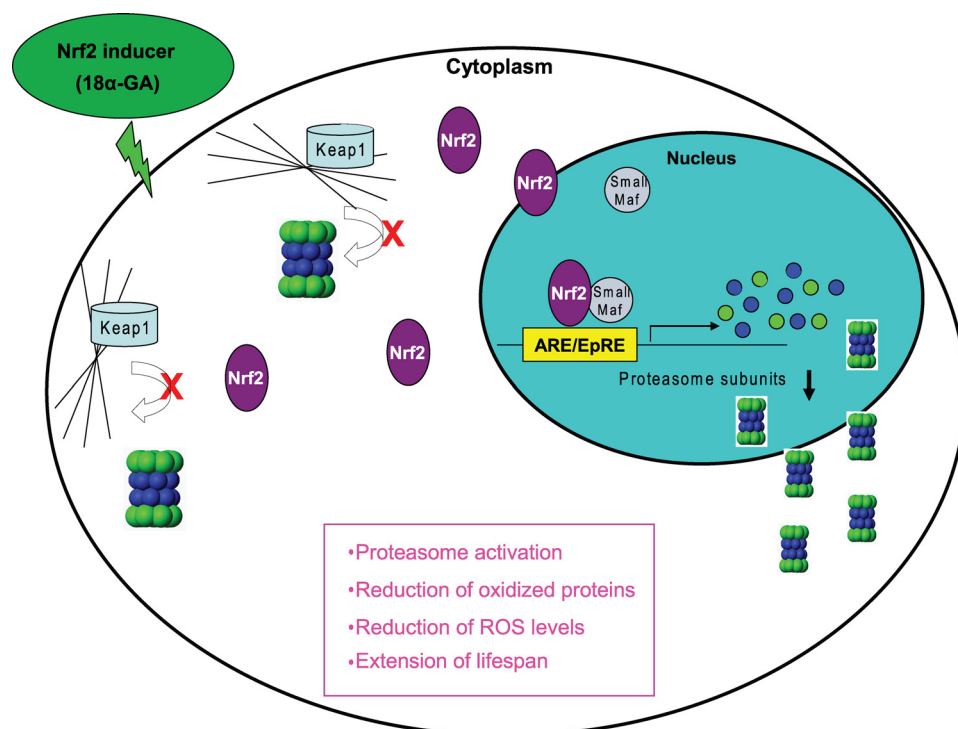 Nrf2 inducer
(18α-GA)
Cytoplasm
Keap1
Nrf2
Nucleus
Nrf2
Small
Maf
X
Nrf2
Small
Maf
Keap1
Nrf2
Nrf2
ARE/EpRE
X
Proteasome subunits
•Proteasome activation
•Reduction of oxidized proteins
•Reduction of ROS levels
•Extension of lifespan